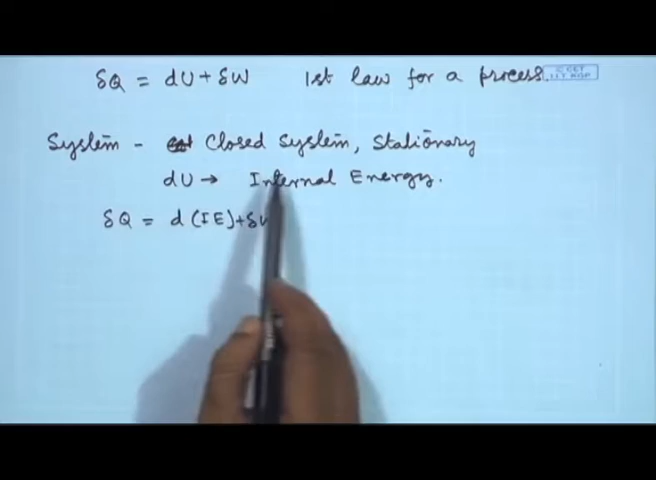 δQ = dU + δW 1st law for a process.
System - Closed System, Stationary
dU → Internal Energy.
δQ = d (IE) + δW